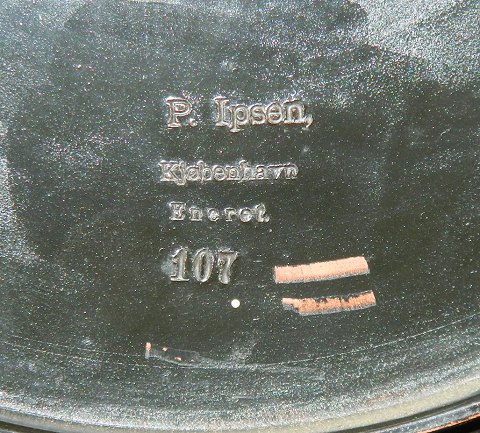 P. Ipsen,
Kjøbenhavn
Eneret.
107